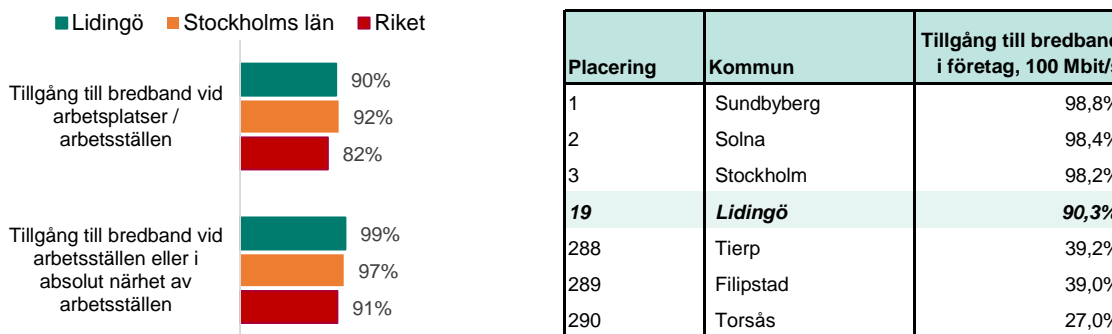 Lidingö Stockholms län Riket
Tillgång till bredband vid
arbetsplatser /
arbetsställen
90%
92%
82%
Tillgång till bredband vid
arbetsställen eller i
absolut närhet av
arbetsställen
99%
97%
91%
Tillgång till bredband
Placering Kommun i företag, 100 Mbit/s
1 Sundbyberg 98,8%
2 Solna 98,4%
3 Stockholm 98,2%
19 Lidingö 90,3%
288 Tierp 39,2%
289 Filipstad 39,0%
290 Torsås 27,0%